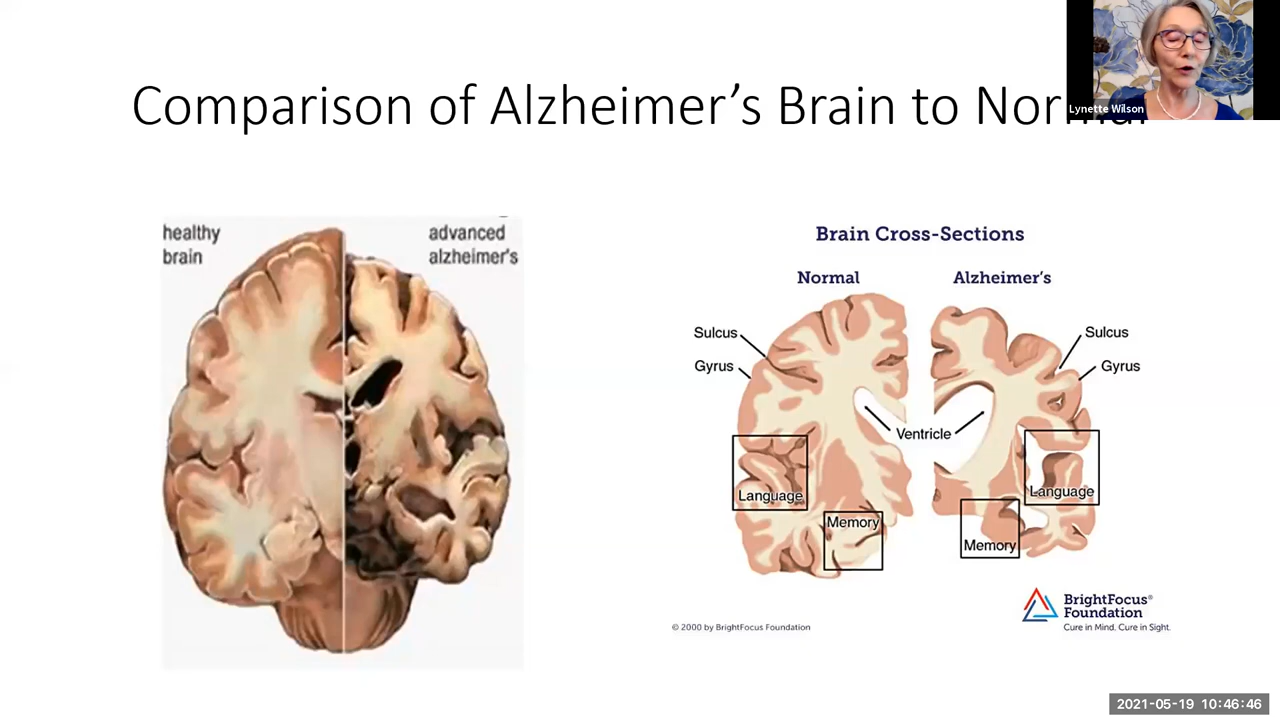 Comparison of Alzheimer's Brain to Normal
Lynette Wilson
healthy
brain
advanced
alzheimer's
Brain Cross-Sections
Normal
Alzheimer's
Sulcus
Gyrus
Sulcus
Gyrus
Ventricle
Language
Memory
Language
Memory
BrightFocus®
Foundation
Cure in Mind. Cure in Sight.
© 2000 by BrightFocus Foundation
2021-05-19 10:46:46